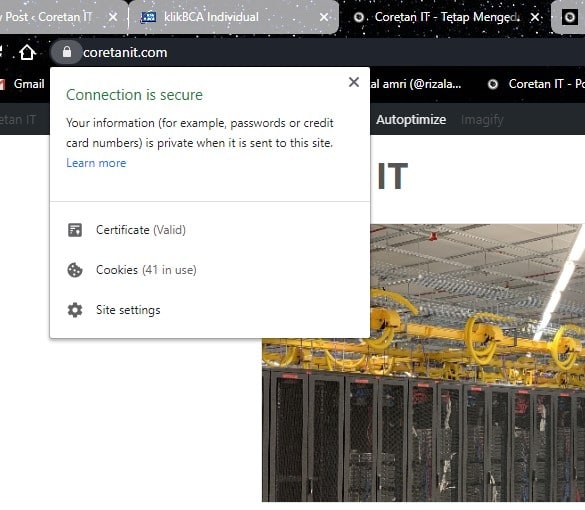 y Post ‹ Coretan IT
klikBCA Individual
Coretan IT - Tetap Menged
coretanit.com
Gmail
al amri (@rizala...
Coretan IT - Po
etan IT
Autoptimize
Imagify
Connection is secure
Your information (for example, passwords or credit
card numbers) is private when it is sent to this site.
Learn more
IT
Certificate (Valid)
Cookies (41 in use)
Site settings